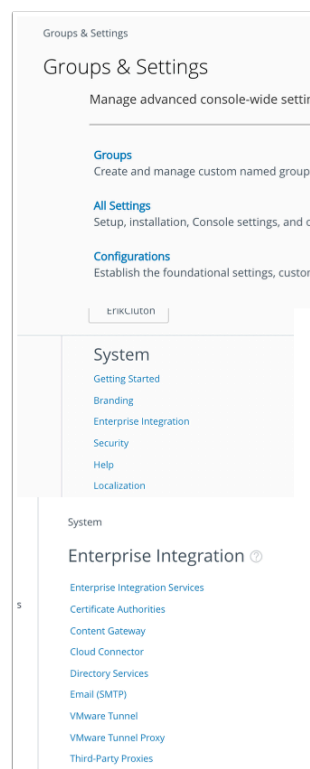 Groups & Settings
Groups & Settings
Manage advanced console-wide settin
Groups
Create and manage custom named group
All Settings
Setup, installation, Console settings, and c
Configurations
Establish the foundational settings, custor
ErikCluton
System
Getting Started
Branding
Enterprise Integration
Security
Help
Localization
System
Enterprise Integration
Enterprise Integration Services
s
Certificate Authorities
Content Gateway
Cloud Connector
Directory Services
Email (SMTP)
VMware Tunnel
VMware Tunnel Proxy
Third-Party Proxies